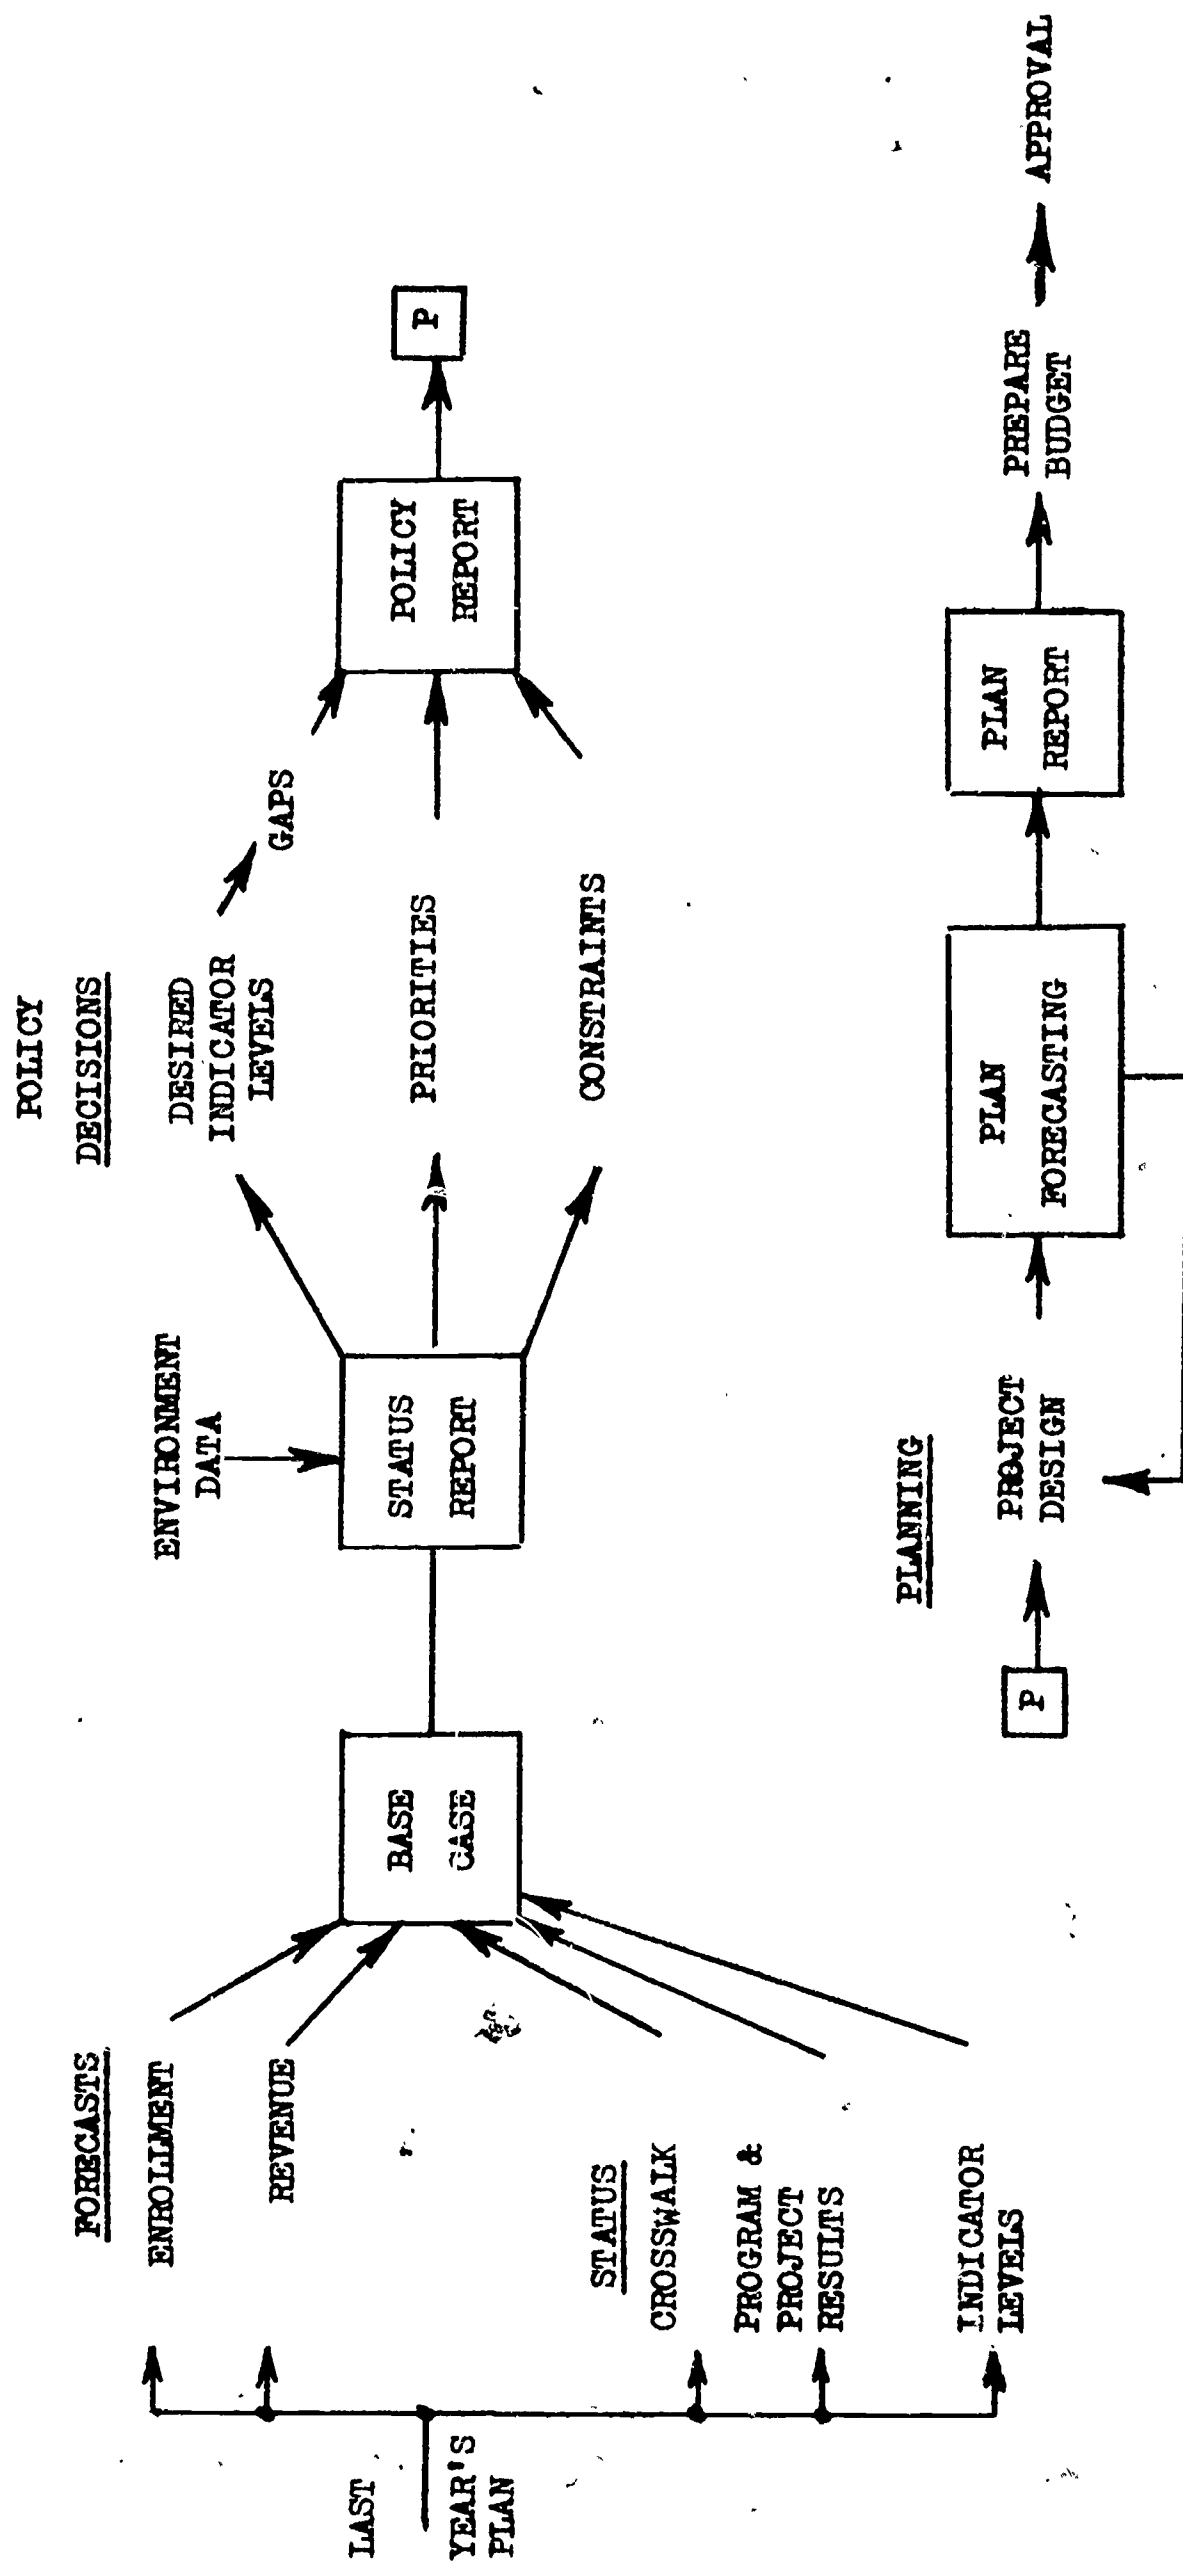 LAST
YEAR'S
PLAN
FORECASTS
ENROLLMENT
REVENUE
STATUS
CROSSWALK
PROGRAM &
PROJECT
RESULTS
INDICATOR
LEVELS
BASE
CASE
ENVIRONMENT
DATA
STATUS
REPORT
POLICY
DECISIONS
DESIRED
INDICATOR
LEVELS
GAPS
PRIORITIES
CONSTRAINTS
POLICY
REPORT
P
PLANNING
P
PROJECT
DESIGN
PLAN
FORECASTING
PLAN
REPORT
PREPARE
BUDGET
APPROVAL